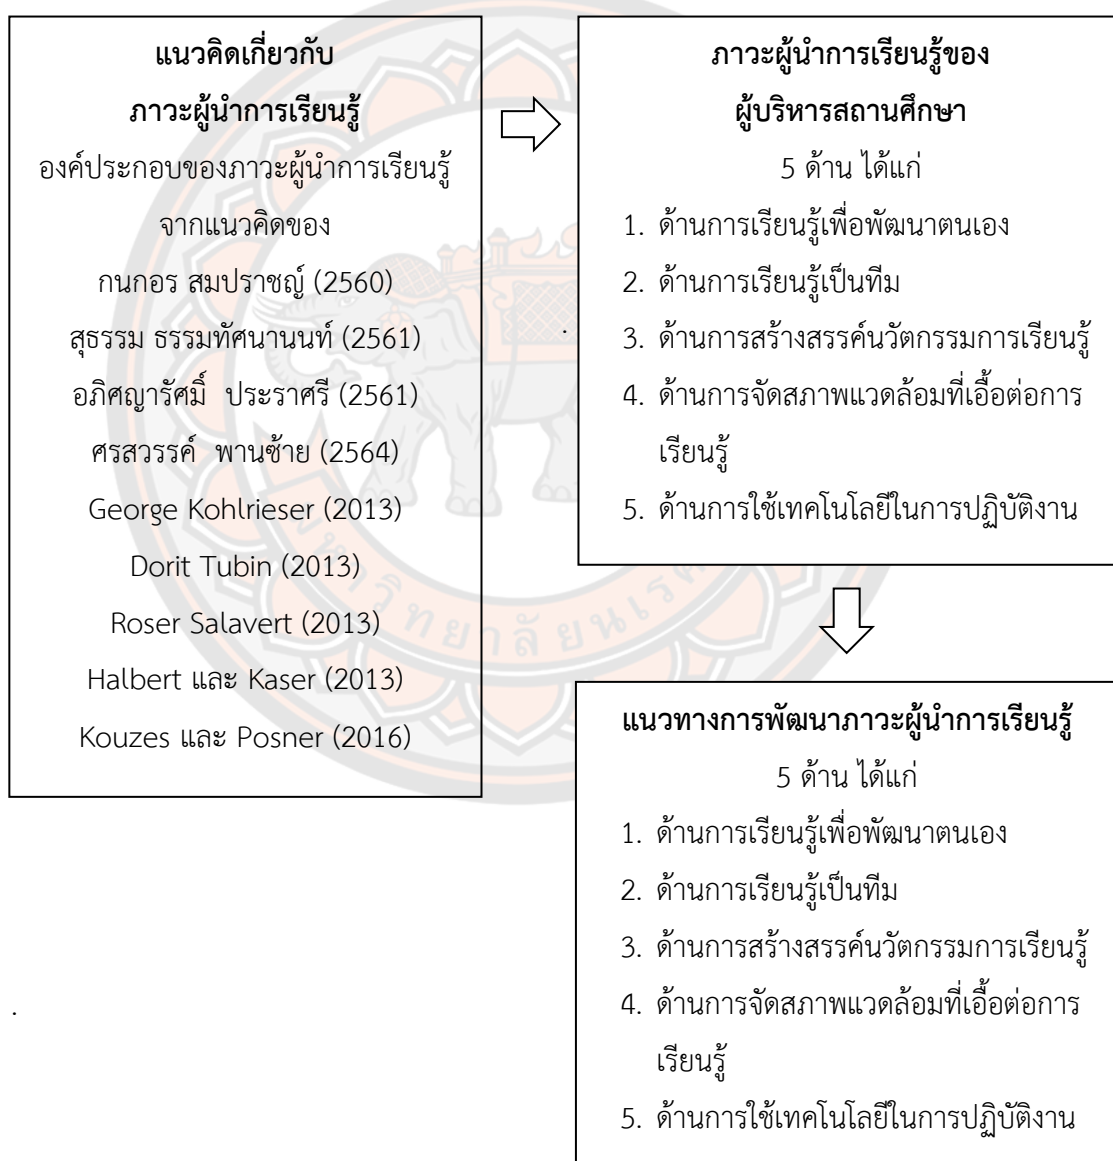 แนวคิดเกี่ยวกับ
ภาวะผู้นำการเรียนรู้
องค์ประกอบของภาวะผู้นำการเรียนรู้
จากแนวคิดของ
กนกอร สมปราชญ์ (2560)
สุธรรม ธรรมทัศนานนท์ (2561)
อภิศญารัศมิ์  ประราศรี (2561)
ศรสวรรค์  พานซ้าย (2564)
George Kohlrieser (2013)
Dorit Tubin (2013)
Roser Salavert (2013)
Halbert และ Kaser (2013)
Kouzes และ Posner (2016)
ภาวะผู้นำการเรียนรู้ของ
ผู้บริหารสถานศึกษา
5 ด้าน ได้แก่
1. ด้านการเรียนรู้เพื่อพัฒนาตนเอง
2. ด้านการเรียนรู้เป็นทีม
3. ด้านการสร้างสรรค์นวัตกรรมการเรียนรู้
4. ด้านการจัดสภาพแวดล้อมที่เอื้อต่อการ
เรียนรู้
5. ด้านการใช้เทคโนโลยีในการปฏิบัติงาน
แนวทางการพัฒนาภาวะผู้นำการเรียนรู้
5 ด้าน ได้แก่
1. ด้านการเรียนรู้เพื่อพัฒนาตนเอง
2. ด้านการเรียนรู้เป็นทีม
3. ด้านการสร้างสรรค์นวัตกรรมการเรียนรู้
4. ด้านการจัดสภาพแวดล้อมที่เอื้อต่อการ
เรียนรู้
5. ด้านการใช้เทคโนโลยีในการปฏิบัติงาน